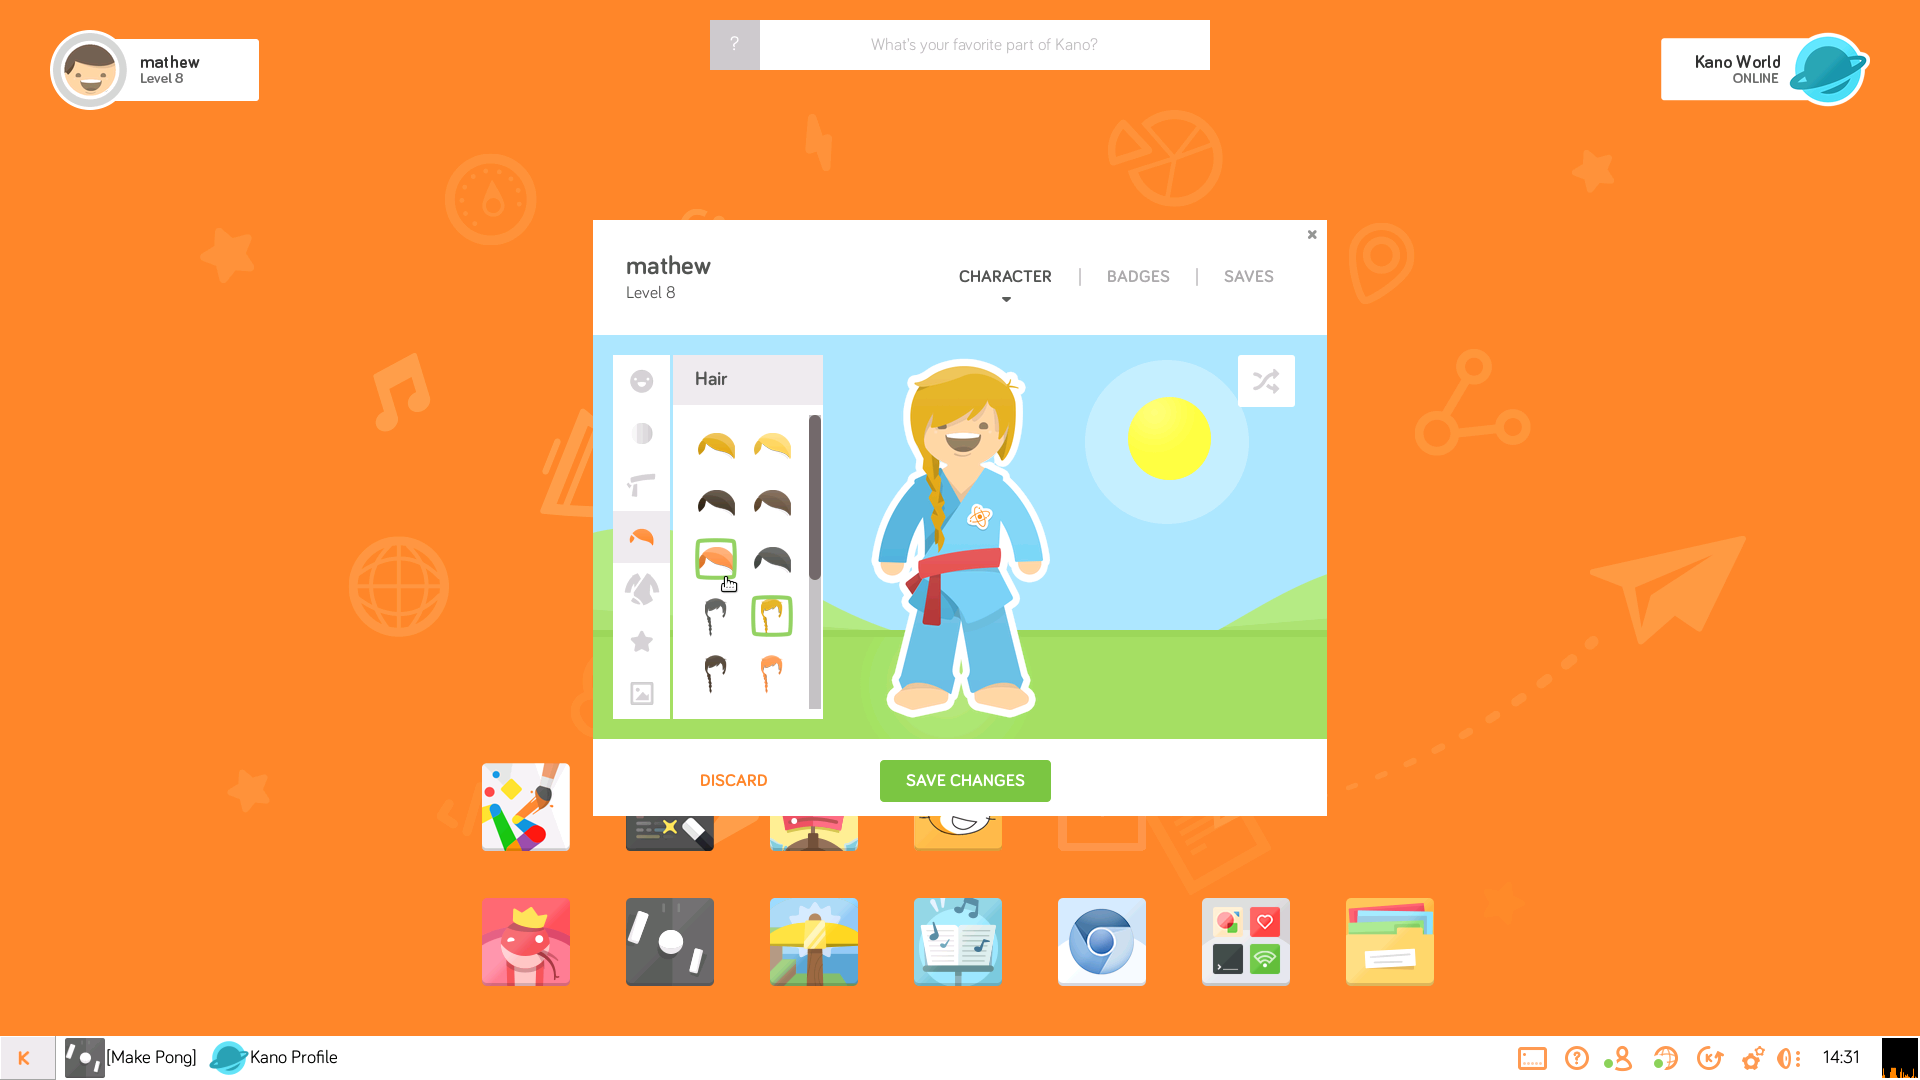 mathew
Level 8
?
What's your favorite part of Kano?
Kano World
ONLINE
mathew
Level 8
CHARACTER | BADGES | SAVES
Hair
DISCARD
SAVE CHANGES
K
[Make Pong]
Kano Profile
14:31